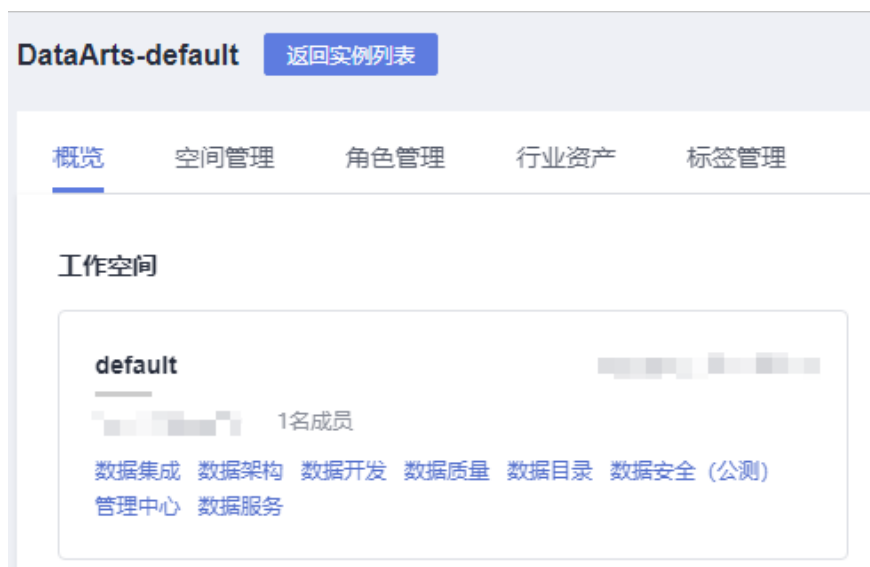 DataArts-default 返回实例列表
概览 空间管理 角色管理 行业资产 标签管理
工作空间
default
1名成员
数据集成 数据架构 数据开发 数据质量 数据目录 数据安全（公测）
管理中心 数据服务